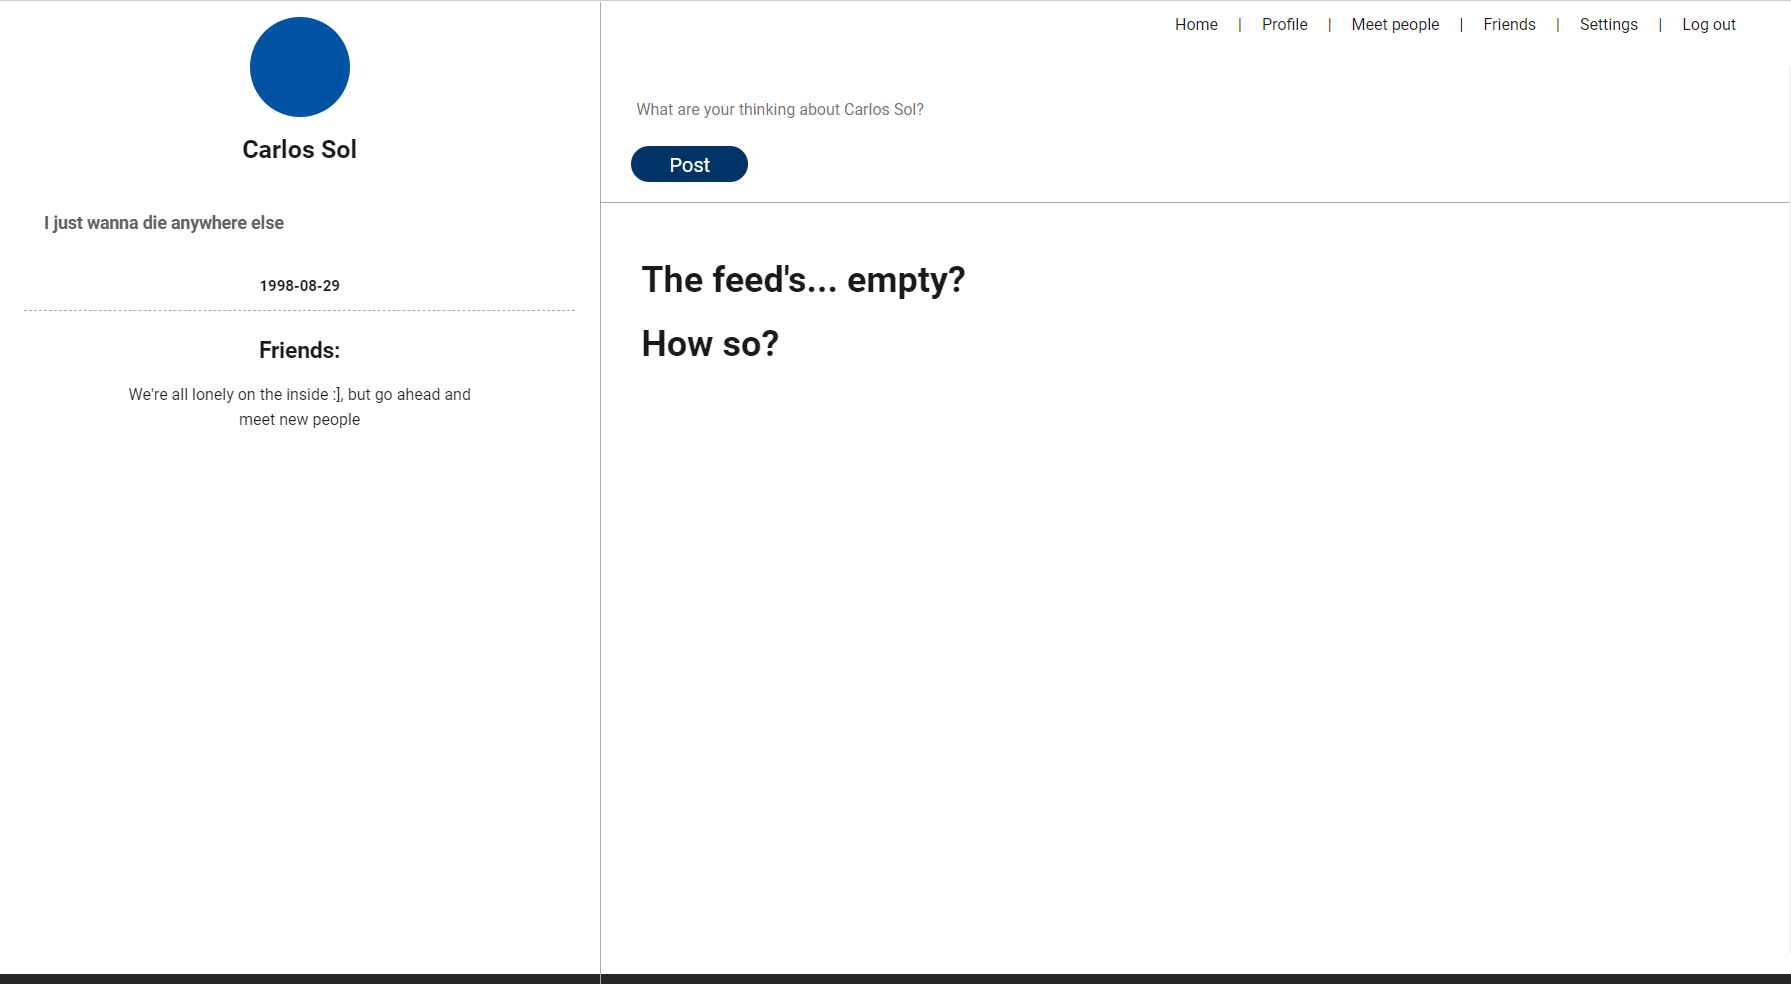 Home | Profile | Meet people | Friends | Settings | Log out
Carlos Sol
I just wanna die anywhere else
1998-08-29
Friends:
We're all lonely on the inside :], but go ahead and
meet new people
What are your thinking about Carlos Sol?
Post
The feed's... empty?
How so?